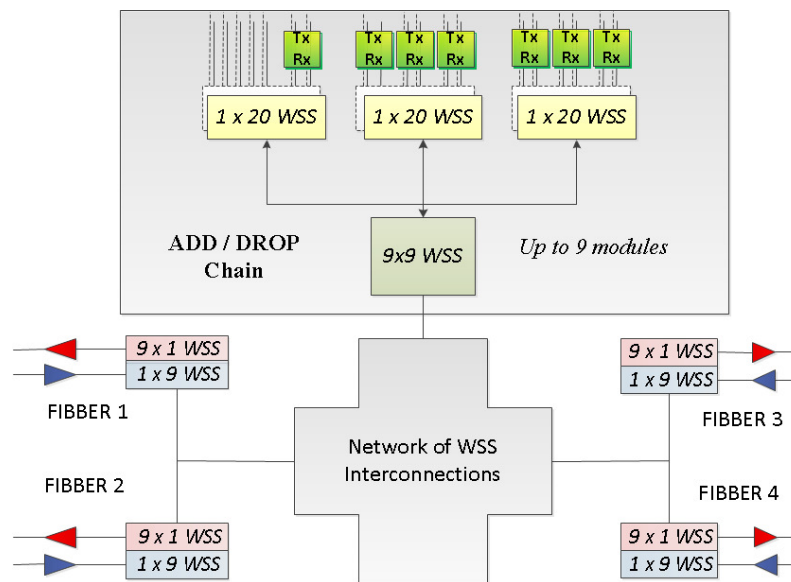 Tx Tx Tx Tx Tx Tx Tx
Rx Rx Rx Rx Rx Rx Rx
1 x 20 WSS 1 x 20 WSS 1 x 20 WSS
ADD / DROP
Chain
9x9 WSS
Up to 9 modules
9 x 1 WSS
1 x 9 WSS
FIBBER 1
9 x 1 WSS
1 x 9 WSS
FIBBER 3
Network of WSS
Interconnections
FIBBER 2
9 x 1 WSS
1 x 9 WSS
FIBBER 4
9 x 1 WSS
1 x 9 WSS